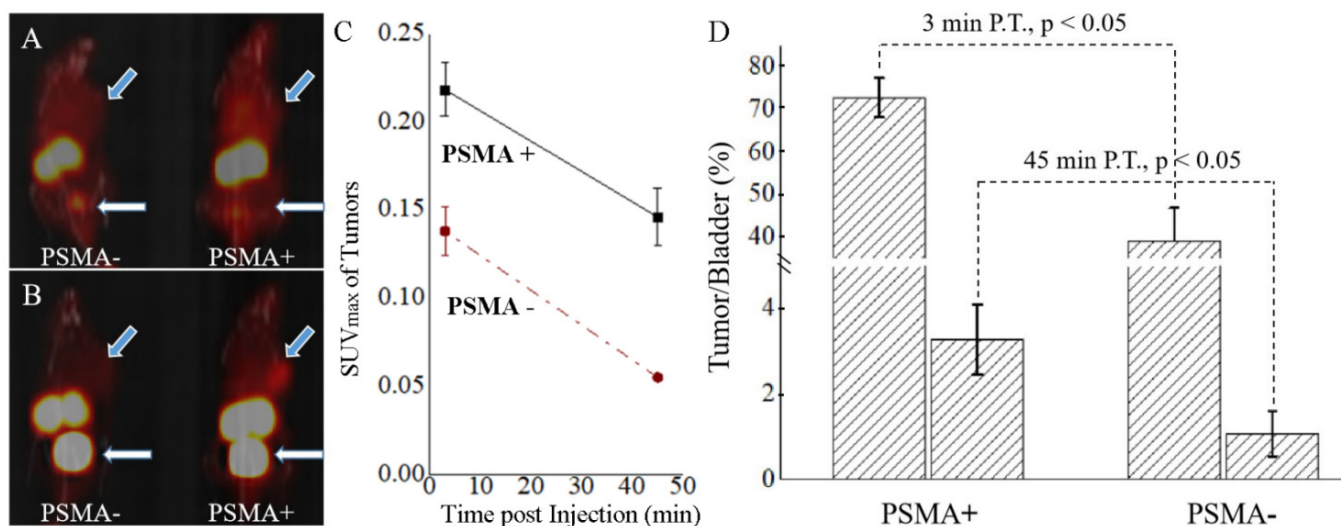 A
PSMA-
PSMA+
B
PSMA-
PSMA+
C
0.25
0.20
0.15
0.10
0.05
0.00
SUVmax of Tumors
PSMA +
PSMA -
0
10
20
30
40
50
Time post Injection (min)
D
3 min P.T., p < 0.05
45 min P.T., p < 0.05
80
70
60
50
40
4
2
0
Tumor/Bladder (%)
PSMA+
PSMA-